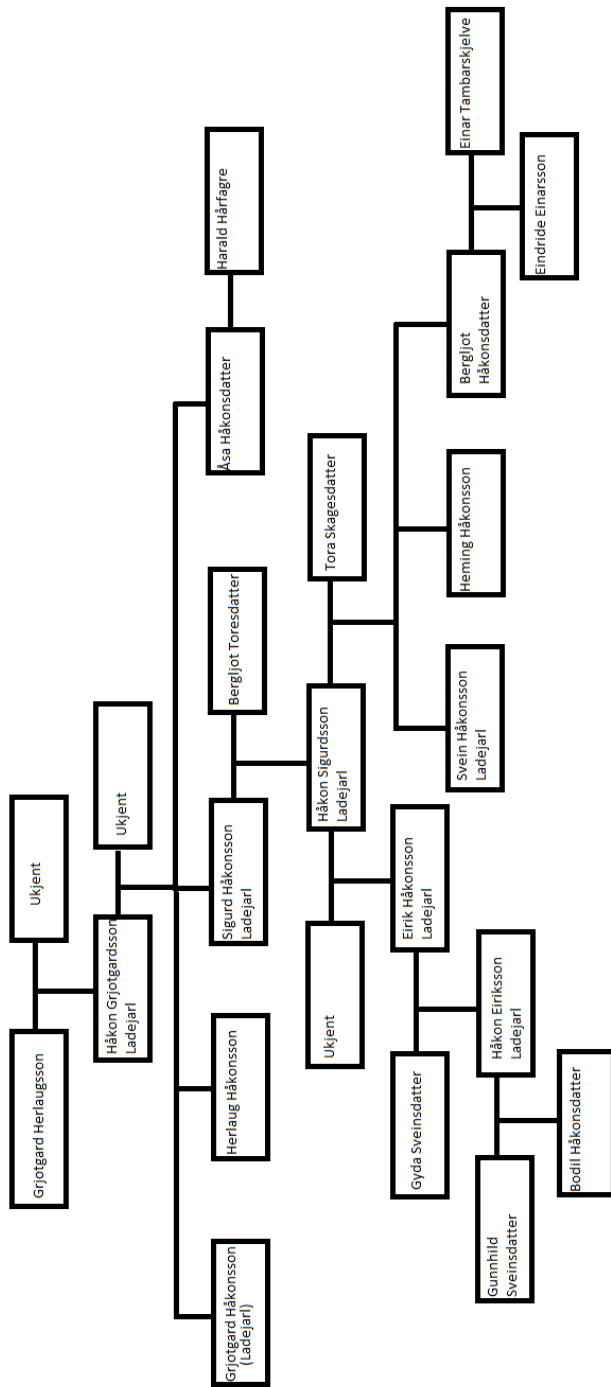 Grjotgard Herlaugsson
Ukjent
Håkon Grjotgardsson
Ladejarl
Ukjent
Grjotgard Håkonsson
(Ladejarl)
Herlaug Håkonsson
Sigurd Håkonsson
Ladejarl
Bergljot Toresdatter
Åsa Håkonsdatter
Harald Hårfagre
Ukjent
Håkon Sigurdsson
Ladejarl
Tora Skagesdatter
Gyda Sveinsdatter
Eirik Håkonsson
Ladejarl
Svein Håkonsson
Ladejarl
Heming Håkonsson
Bergljot
Håkonsdatter
Einar Tambarskjelve
Gunnhild
Sveinsdatter
Håkon Eiriksson
Ladejarl
Eindride Einarsson
Bodil Håkonsdatter